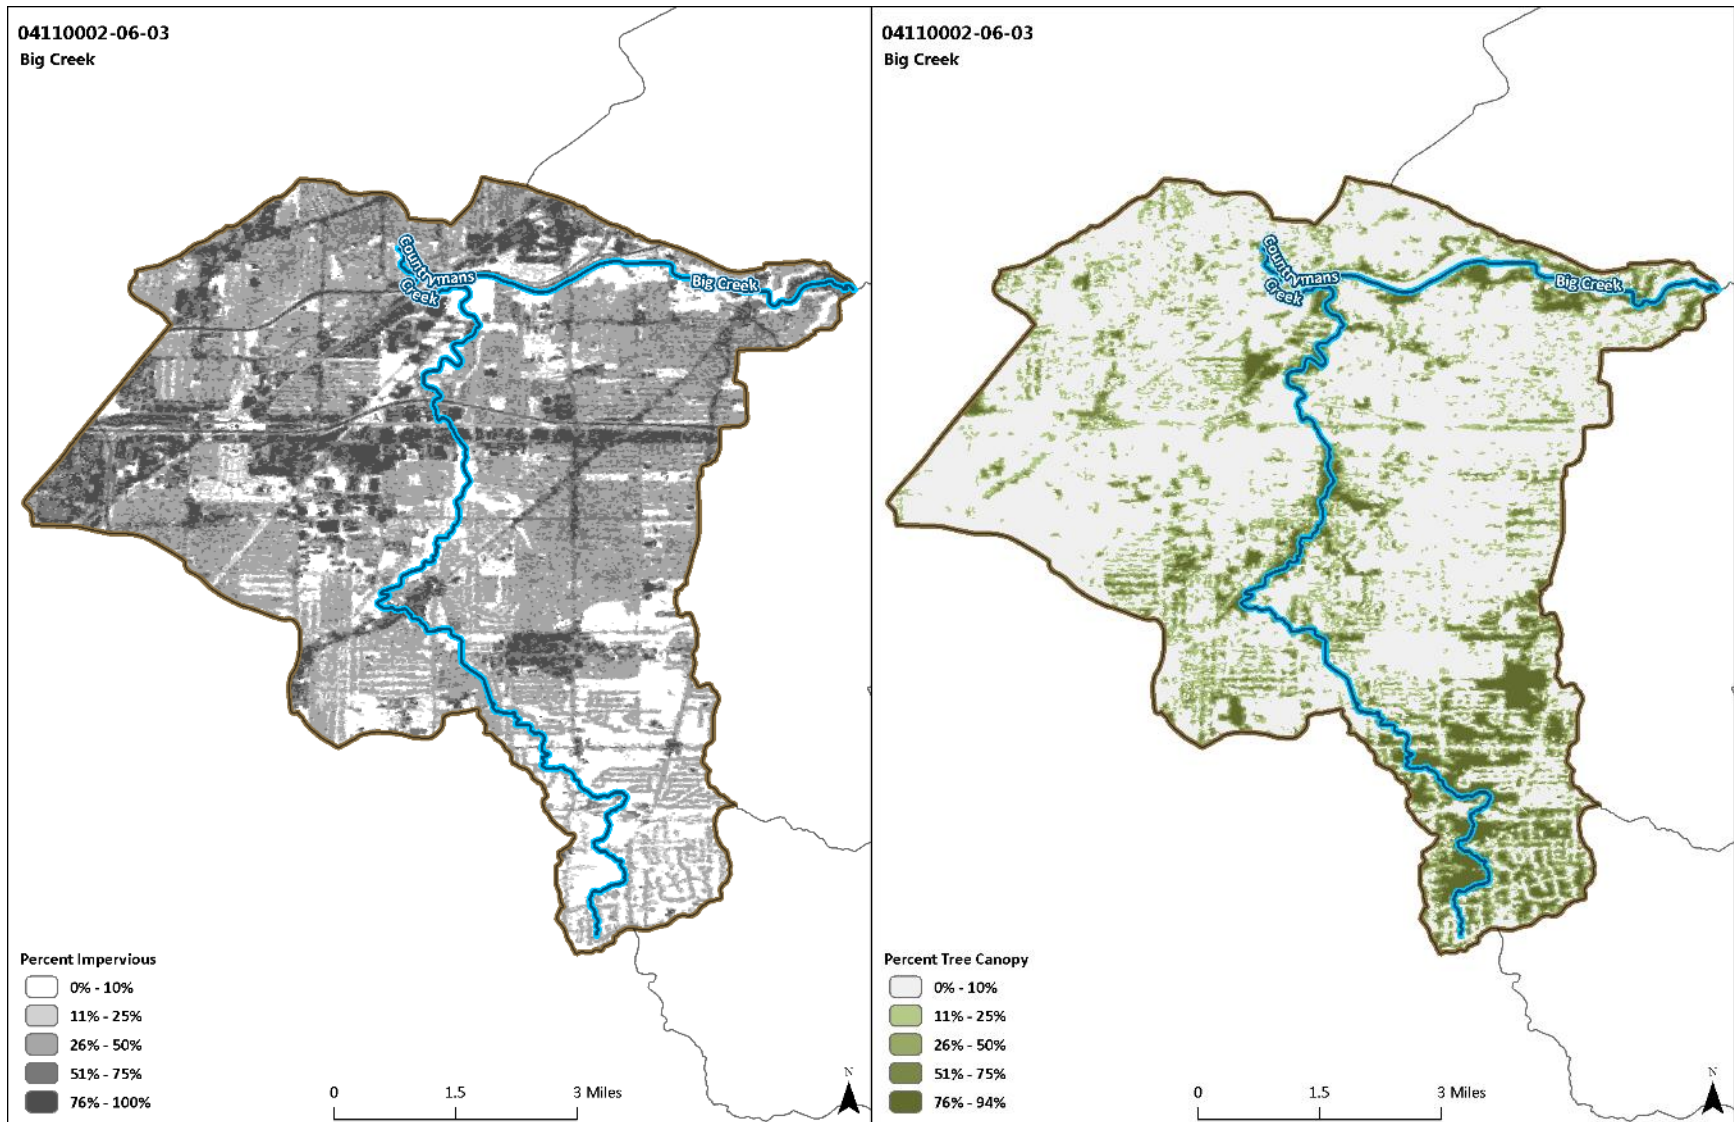 04110002-06-03
Big Creek
Countrymans
Creek
Big Creek
Percent Impervious
0% - 10%
11% - 25%
26% - 50%
51% - 75%
76% - 100%
0
1.5
3 Miles
N
04110002-06-03
Big Creek
Countrymans
Creek
Big Creek
Percent Tree Canopy
0% - 10%
11% - 25%
26% - 50%
51% - 75%
76% - 94%
0
1.5
3 Miles
N